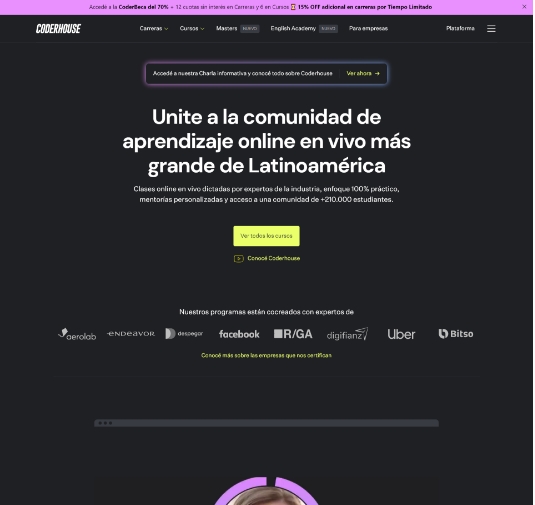 Accedé a la CoderBeca del 70% + 12 cuotas sin interés en Carreras y 6 en Cursos ⏳ 15% OFF adicional en carreras por Tiempo Limitado
CODERHOUSE
Carreras
Cursos
Masters NUEVO
English Academy NUEVO
Para empresas
Plataforma
Accedé a nuestra Charla informativa y conocé todo sobre Coderhouse
Ver ahora →
Unite a la comunidad de
aprendizaje online en vivo más
grande de Latinoamérica
Clases online en vivo dictadas por expertos de la industria, enfoque 100% práctico,
mentorías personalizadas y acceso a una comunidad de +210.000 estudiantes.
Ver todos los cursos
Conocé Coderhouse
Nuestros programas están cocreados con expertos de
aerolab
ENDEAVOR
despegar
facebook
R/GA
digifianz
Uber
Bitso
Conocé más sobre las empresas que nos certifican